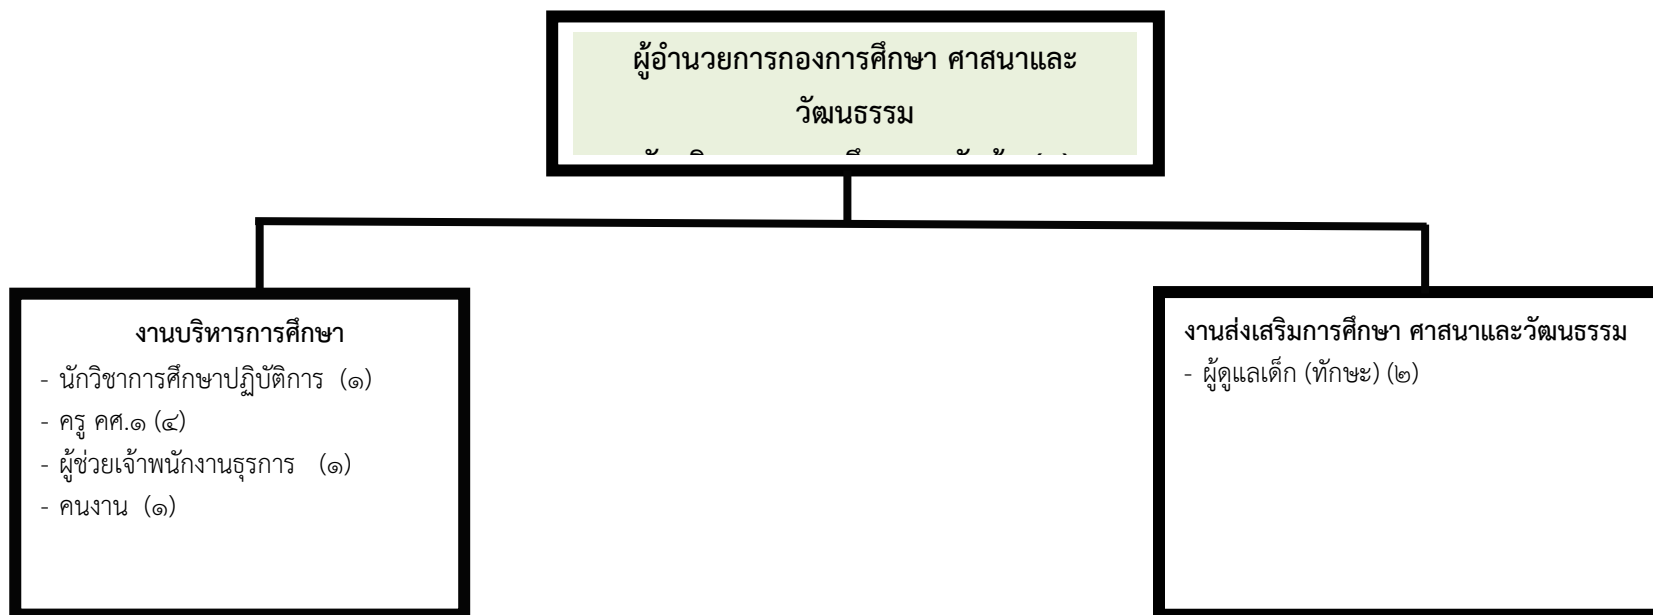 ผู้อำนวยการกองการศึกษา ศาสนาและ
วัฒนธรรม
งานบริหารการศึกษา
- นักวิชาการศึกษาปฏิบัติการ (๑)
- ครู คศ.๑ (๔)
- ผู้ช่วยเจ้าพนักงานธุรการ (๑)
- คนงาน (๑)
งานส่งเสริมการศึกษา ศาสนาและวัฒนธรรม
- ผู้ดูแลเด็ก (ทักษะ) (๒)